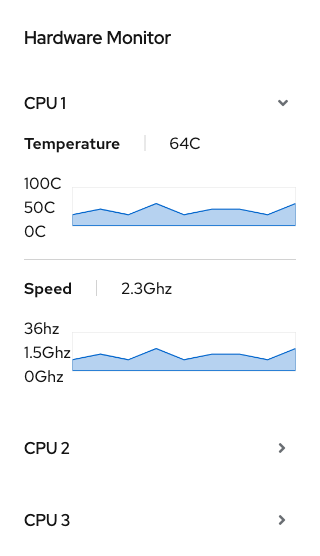 Hardware Monitor
CPU 1
Temperature 64C
100C
50C
0C
Speed 2.3Ghz
36hz
1.5Ghz
0Ghz
CPU 2
CPU 3